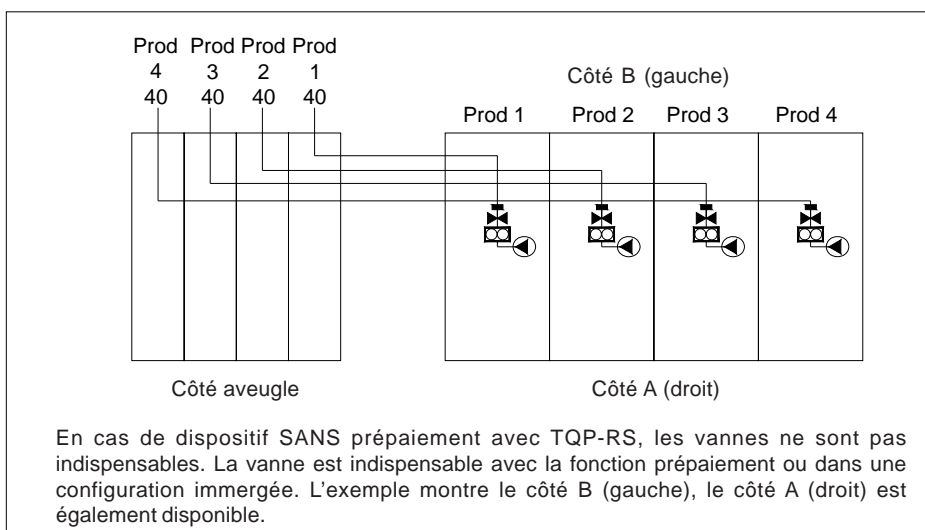 Prod Prod Prod Prod
4 3 2 1
40 40 40 40
Côté B (gauche)
Prod 1 Prod 2 Prod 3 Prod 4
Côté aveugle
Côté A (droit)
En cas de dispositif SANS prépaiement avec TQP-RS, les vannes ne sont pas
indispensables. La vanne est indispensable avec la fonction prépaiement ou dans une
configuration immergée. L'exemple montre le côté B (gauche), le côté A (droit) est
également disponible.